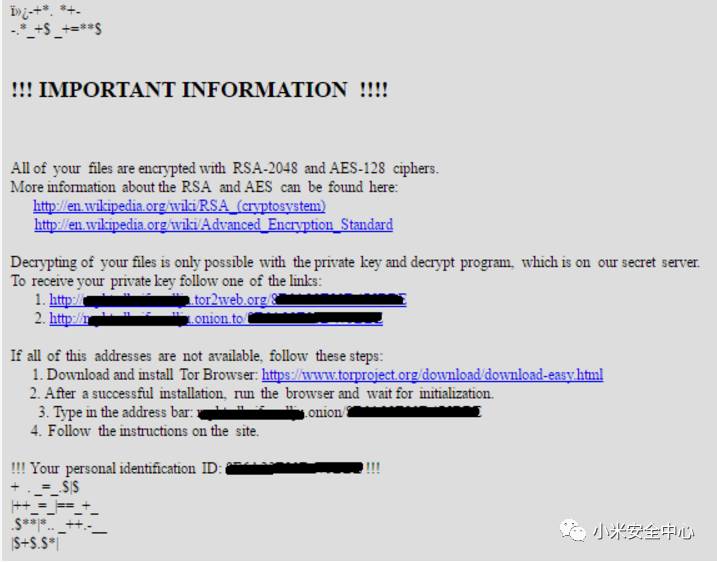 ï»¿-+*. *+-
-.*_+$ _+=**$
!!! IMPORTANT INFORMATION !!!!
All of your files are encrypted with RSA-2048 and AES-128 ciphers.
More information about the RSA and AES can be found here:
http://en.wikipedia.org/wiki/RSA_(cryptosystem)
http://en.wikipedia.org/wiki/Advanced_Encryption_Standard
Decrypting of your files is only possible with the private key and decrypt program, which is on our secret server.
To receive your private key follow one of the links:
1. http:/ .tor2web.org/
2. http:/ .onion.to/
If all of this addresses are not available, follow these steps:
1. Download and install Tor Browser: https://www.torproject.org/download/download-easy.html
2. After a successful installation, run the browser and wait for initialization.
3. Type in the address bar: .onion/
4. Follow the instructions on the site.
!!! Your personal identification ID: !!!
+ . _=_.$|$
|++_=_|==_+_
.$**|*.. _++.-__
|$+$.$*|
小米安全中心